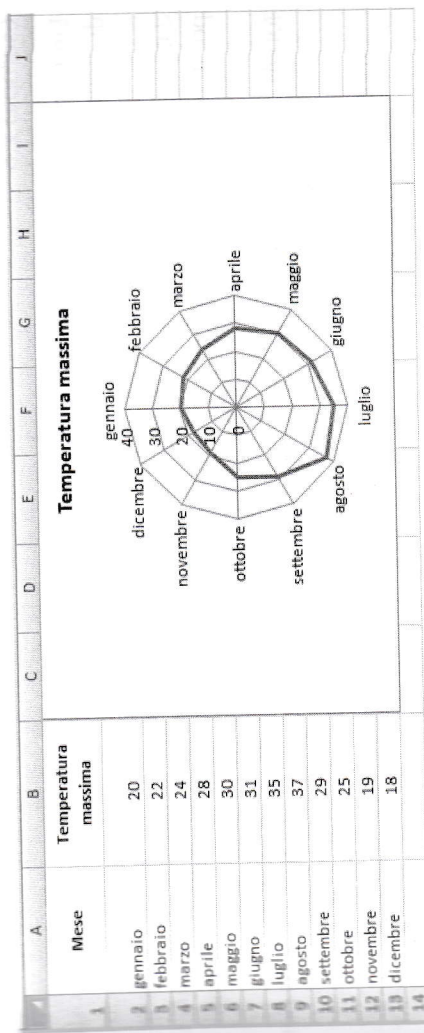 A B C D E F G H I J
1 Mese Temperatura massima
2 gennaio 20
3 febbraio 22
4 marzo 24
5 aprile 28
6 maggio 30
7 giugno 31
8 luglio 35
9 agosto 37
10 settembre 29
11 ottobre 25
12 novembre 19
13 dicembre 18
14
Temperatura massima
gennaio
febbraio
marzo
aprile
maggio
giugno
luglio
agosto
settembre
ottobre
novembre
dicembre
40
30
20
10
0